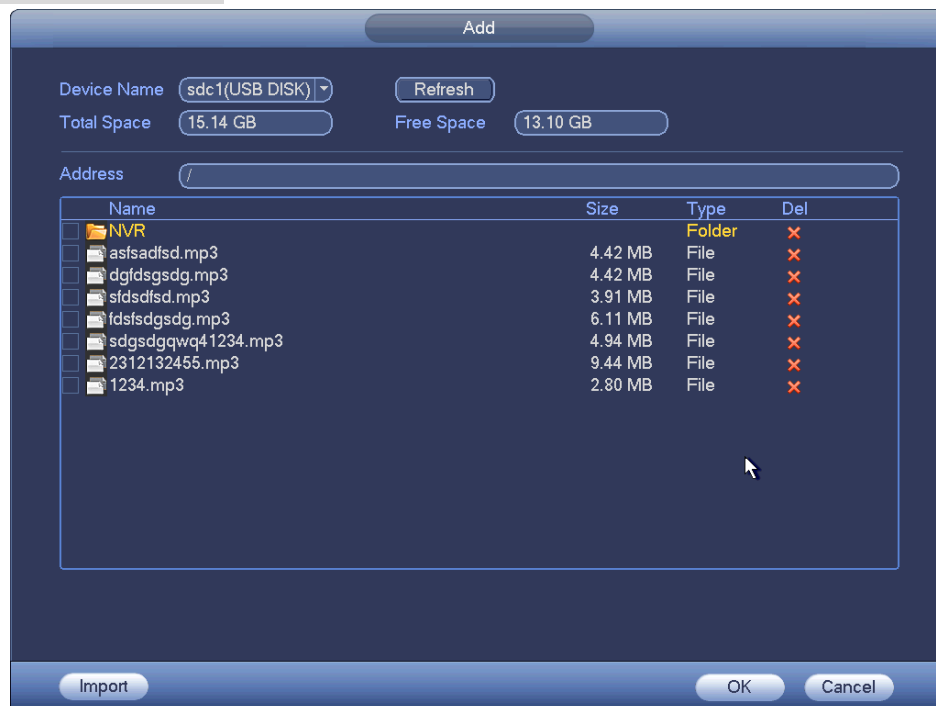 Add
Device Name sdc1(USB DISK) Refresh
Total Space 15.14 GB Free Space 13.10 GB
Address /
Name Size Type Del
NVR Folder
asfsadfsd.mp3 4.42 MB File
dgfdsgsdg.mp3 4.42 MB File
sfdsdfsd.mp3 3.91 MB File
fdsfsdgsdg.mp3 6.11 MB File
sdgsdgqwq41234.mp3 4.94 MB File
2312132455.mp3 9.44 MB File
1234.mp3 2.80 MB File
Import OK Cancel